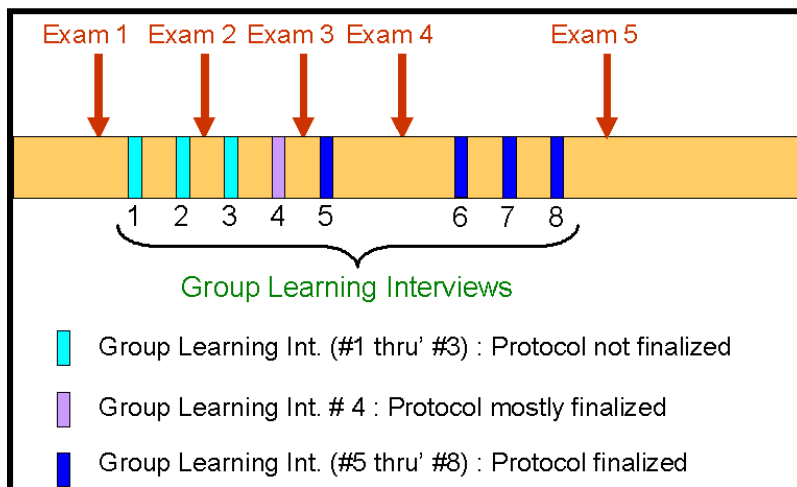 Exam 1 Exam 2 Exam 3 Exam 4 Exam 5
1 2 3 4 5 6 7 8
Group Learning Interviews
Group Learning Int. (#1 thru' #3) : Protocol not finalized
Group Learning Int. # 4 : Protocol mostly finalized
Group Learning Int. (#5 thru' #8) : Protocol finalized